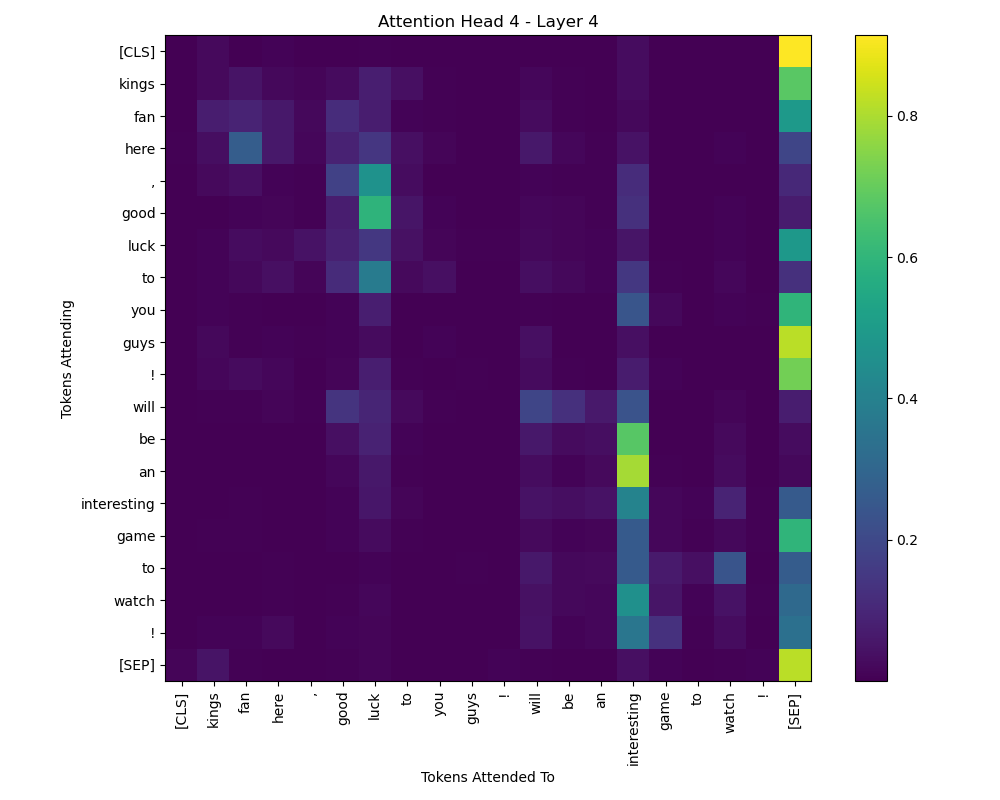 Attention Head 4 - Layer 4
Tokens Attending
[CLS]
kings
fan
here
,
good
luck
to
you
guys
!
will
be
an
interesting
game
to
watch
!
[SEP]
[CLS] kings fan here , good luck to you guys ! will be an interesting game to watch ! [SEP]
Tokens Attended To
0.8
0.6
0.4
0.2